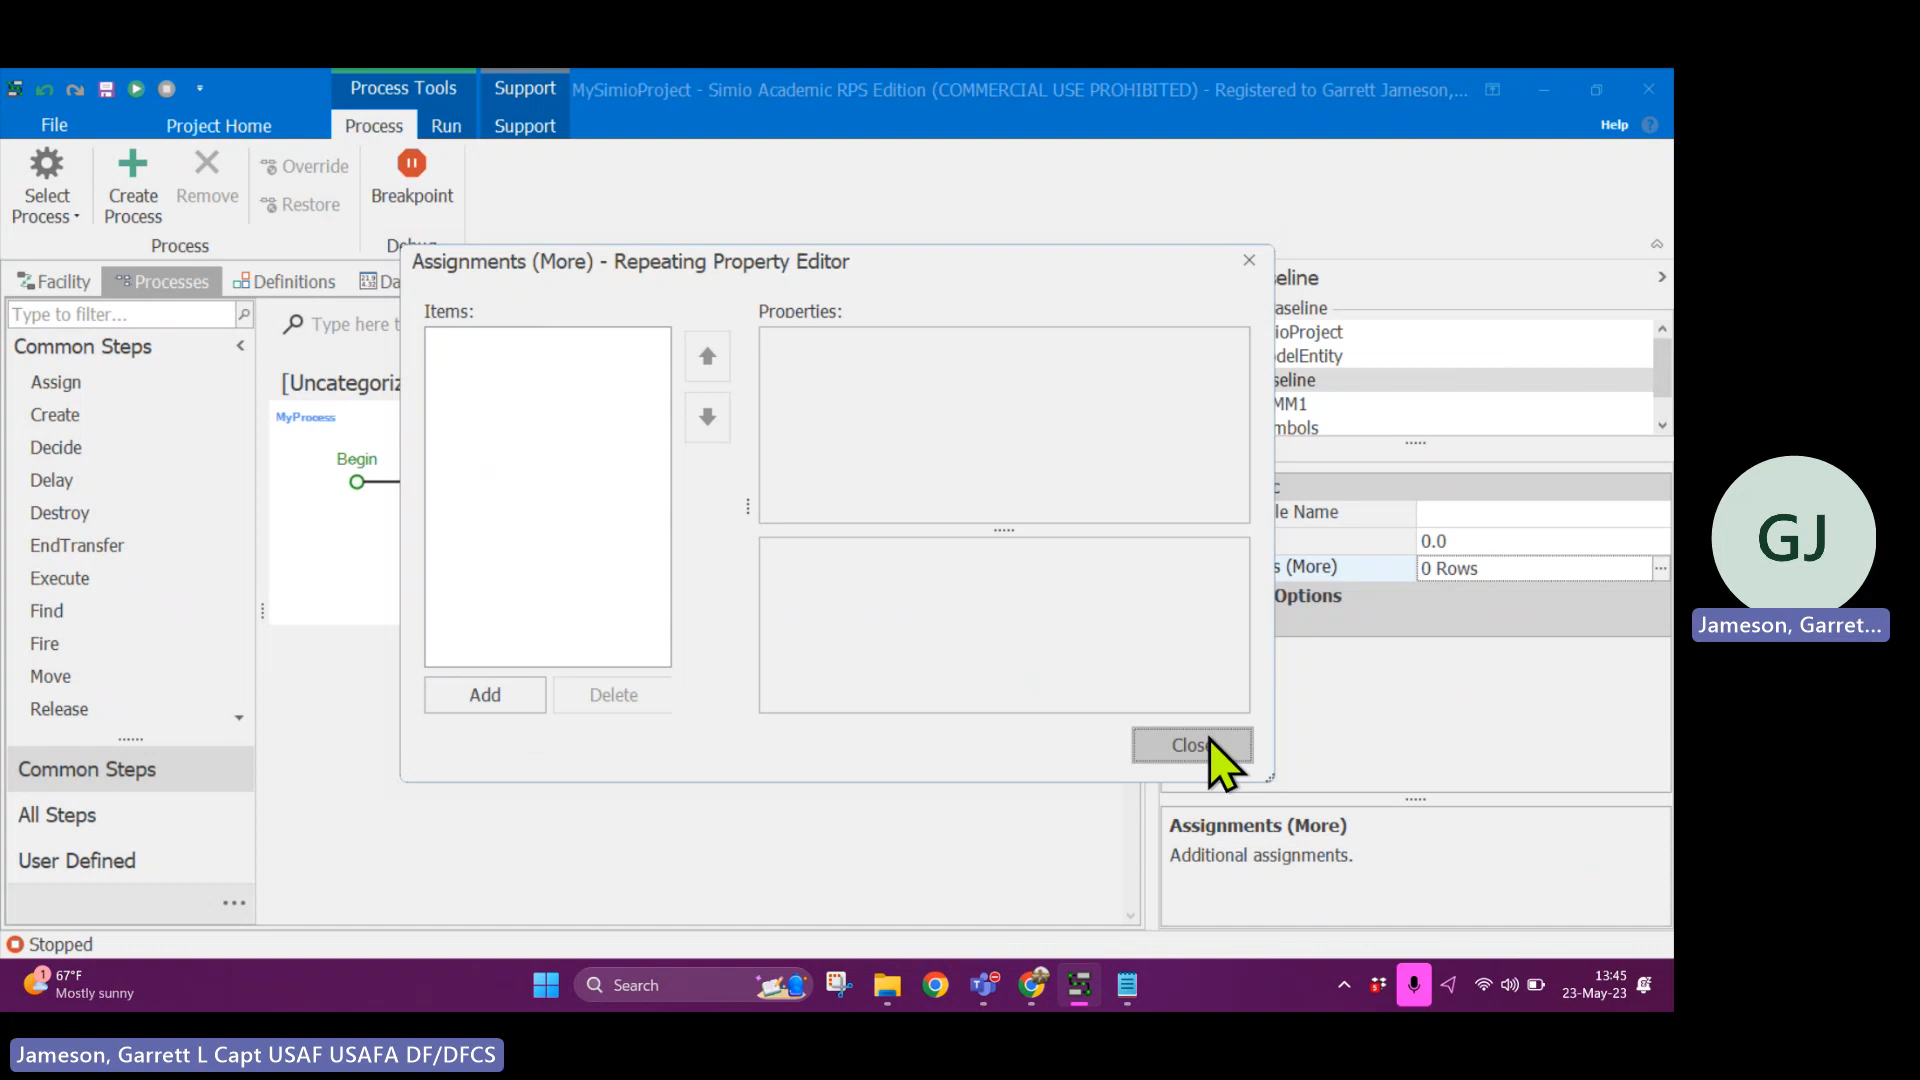 Process Tools
Support
MySimioProject - Simio Academic RPS Edition (COMMERCIAL USE PROHIBITED) - Registered to Garrett Jameson,...
File
Project Home
Process
Run
Support
Help
Select
Process
Create
Process
Remove
Override
Restore
Breakpoint
Process
Facility
Processes
Definitions
Type to filter...
Type here t
Common Steps
Assign
Create
Decide
Delay
Destroy
EndTransfer
Execute
Find
Fire
Move
Release
Common Steps
All Steps
User Defined
...
MyProcess
Begin
[Uncategoriz
Assignments (More) - Repeating Property Editor
Items:
Properties:
Add
Delete
Close
eline
aseline
ioProject
delEntity
seline
MM1
mbols
le Name
0.0
s (More)
0 Rows
...
Options
Assignments (More)
Additional assignments.
Stopped
1
67°F
Mostly sunny
Search
13:45
23-May-23
GJ
Jameson, Garret...
Jameson, Garrett L Capt USAF USAFA DF/DFCS